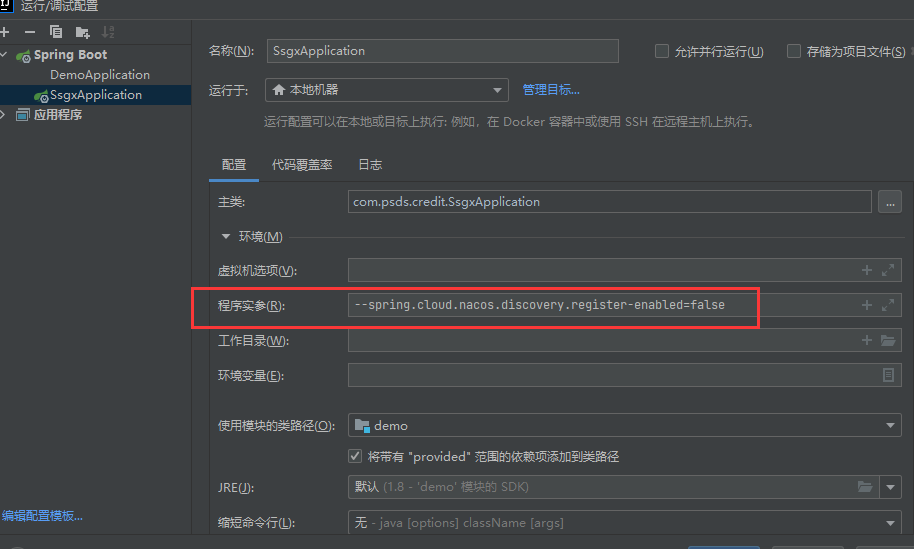 运行/调试配置
Spring Boot
DemoApplication
SsgxApplication
应用程序
编辑配置模板...
名称(N): SsgxApplication 允许并行运行(U) 存储为项目文件(S)
运行于: 本地机器 管理目标...
运行配置可以在本地或目标上执行: 例如，在 Docker 容器中或使用 SSH 在远程主机上执行。
配置 代码覆盖率 日志
主类: com.psds.credit.SsgxApplication ...
环境(M)
虚拟机选项(V):
程序实参(R): --spring.cloud.nacos.discovery.register-enabled=false
工作目录(W):
环境变量(E):
使用模块的类路径(O): demo
将带有 "provided" 范围的依赖项添加到类路径
JRE(J): 默认 (1.8 - 'demo' 模块的 SDK)
缩短命令行(L): 无 - java [options] className [args]